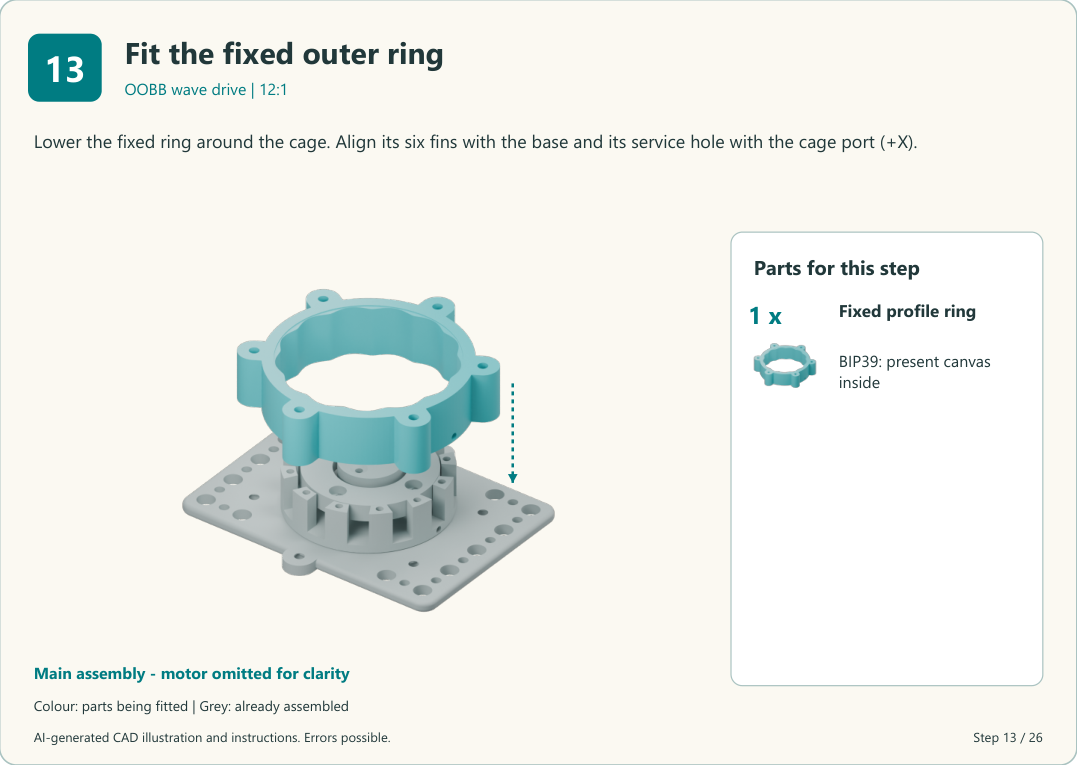 13
Fit the fixed outer ring
OOBB wave drive | 12:1
Lower the fixed ring around the cage. Align its six fins with the base and its service hole with the cage port (+X).
Parts for this step
1 x
Fixed profile ring
BIP39: present canvas
inside
Main assembly - motor omitted for clarity
Colour: parts being fitted | Grey: already assembled
AI-generated CAD illustration and instructions. Errors possible.
Step 13 / 26